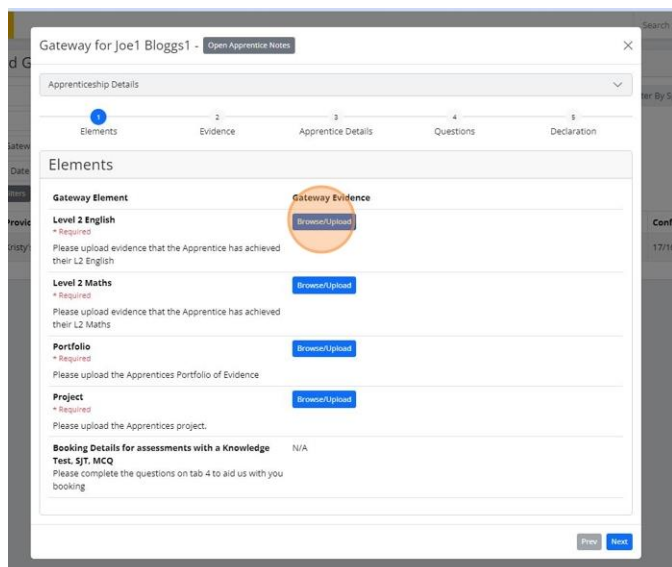 Search
Gateway for Joe1 Bloggs1 - Open Apprentice Notes
Apprenticeship Details
1 2 3 4 5
Elements Evidence Apprentice Details Questions Declaration
Elements
Gateway Element Gateway Evidence
Level 2 English Browse/Upload
* Required
Please upload evidence that the Apprentice has achieved
their L2 English
Level 2 Maths Browse/Upload
* Required
Please upload evidence that the Apprentice has achieved
their L2 Maths
Portfolio Browse/Upload
* Required
Please upload the Apprentices Portfolio of Evidence
Project Browse/Upload
* Required
Please upload the Apprentices project.
Booking Details for assessments with a Knowledge N/A
Test, SJT, MCQ
Please complete the questions on tab 4 to aid us with you
booking
Prev Next